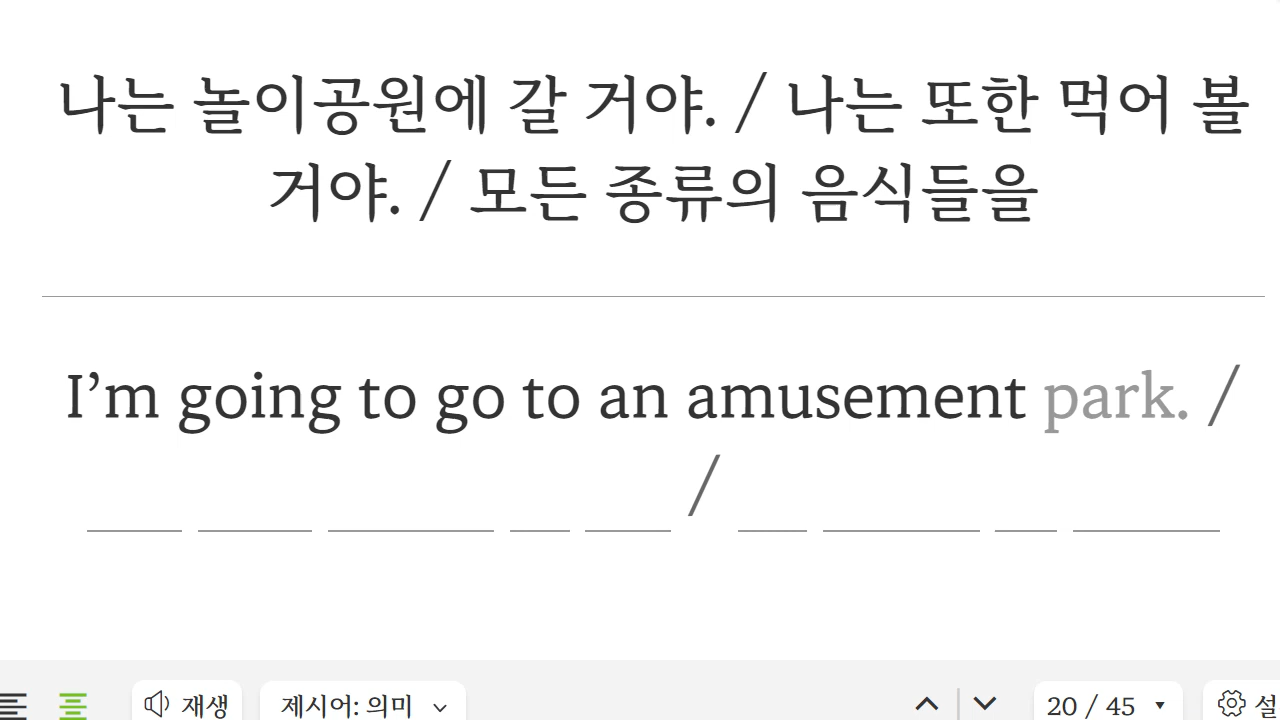 나는 놀이공원에 갈 거야. / 나는 또한 먹어 볼
거야. / 모든 종류의 음식들을
I'm going to go to an amusement park. /
/
재생
제시어: 의미
20 / 45
설